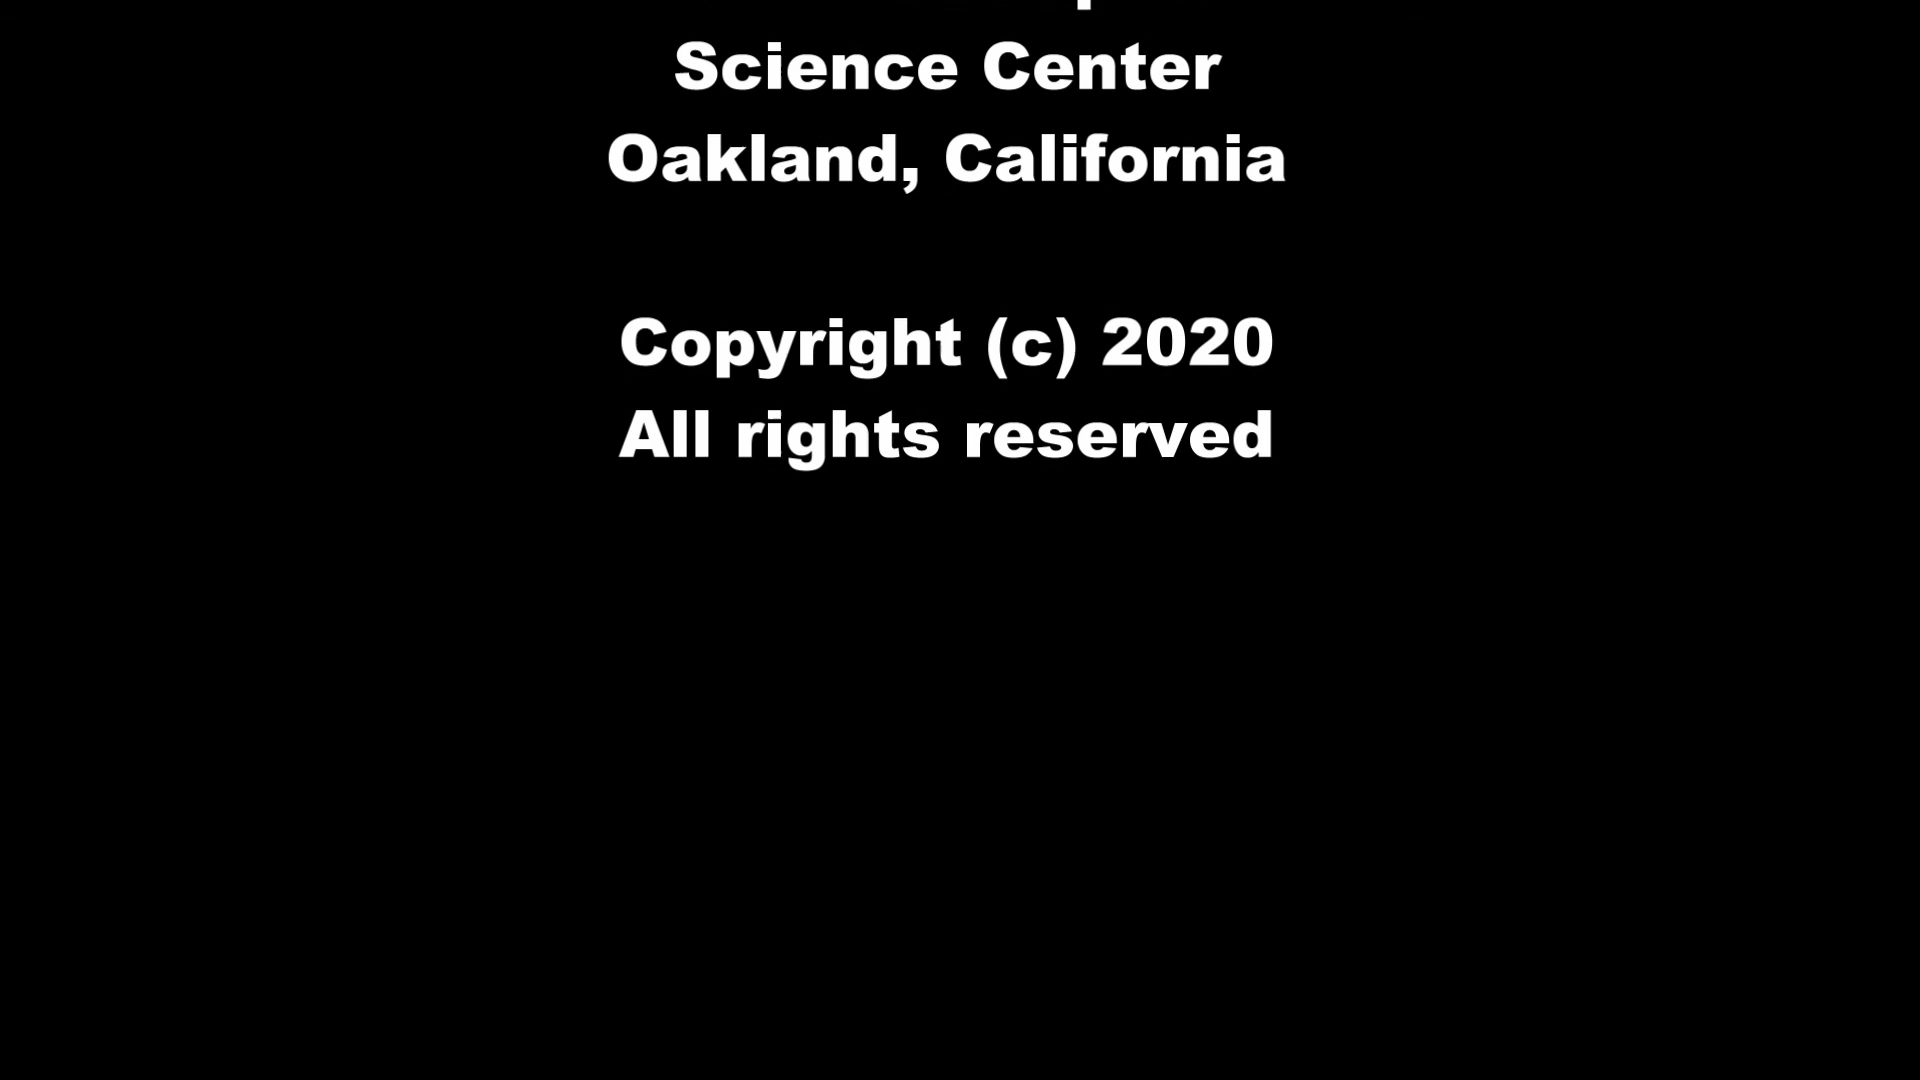 Science Center
Oakland, California
Copyright (c) 2020
All rights reserved